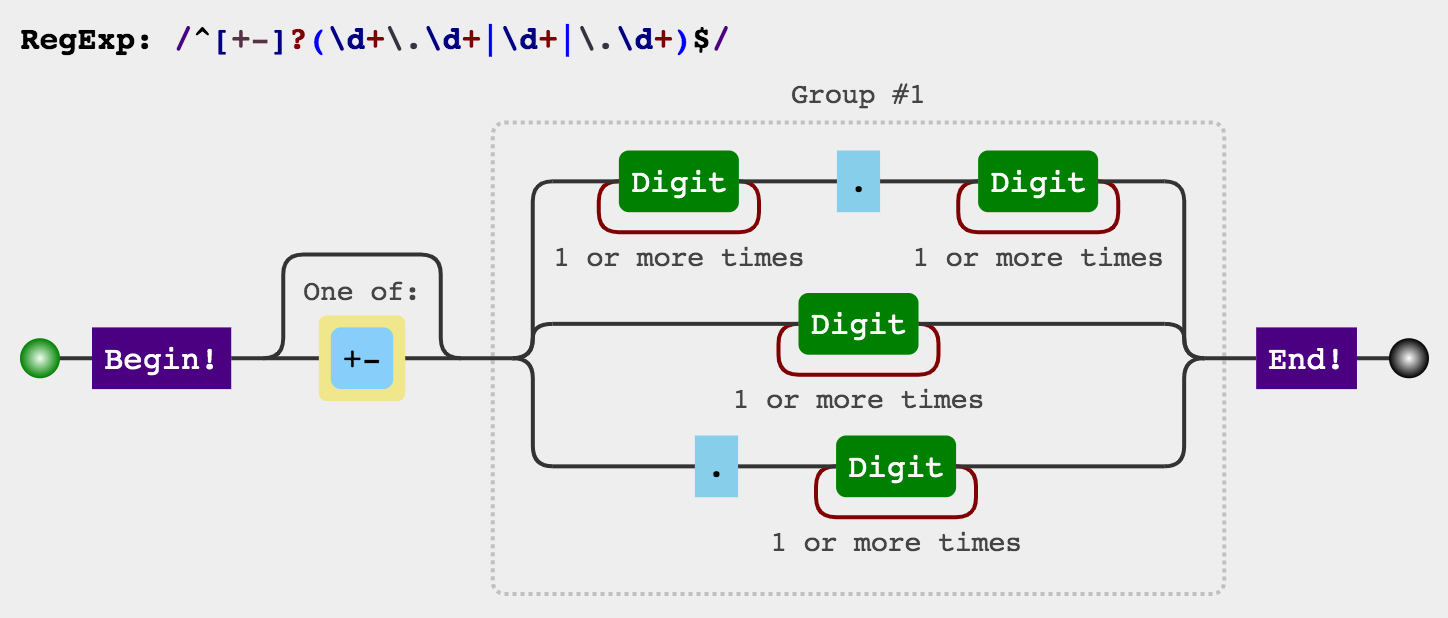 RegExp: /^[+-]?(\d+\.\d+|\d+|\.\d+)$/
Group #1
Digit . Digit
1 or more times 1 or more times
One of:
Digit
Begin! +- End!
1 or more times
. Digit
1 or more times